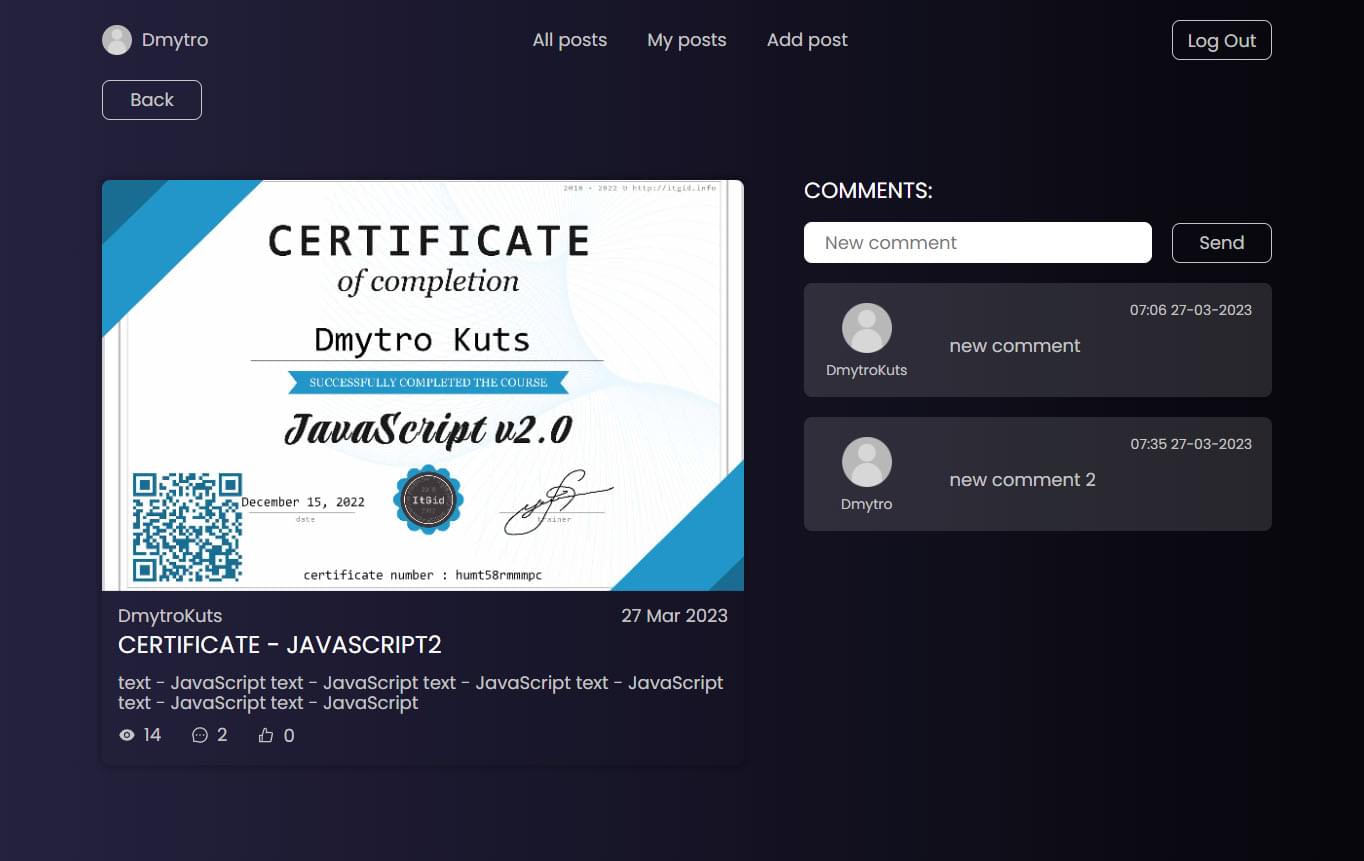 Dmytro
All posts
My posts
Add post
Log Out
Back
2018 - 2022 © http://itgid.info
CERTIFICATE
of completion
Dmytro Kuts
SUCCESSFULLY COMPLETED THE COURSE
JavaScript v2.0
December 15, 2022
date
ItGid
trainer
certificate number : humt58rmmmpc
DmytroKuts
27 Mar 2023
CERTIFICATE - JAVASCRIPT2
text - JavaScript text - JavaScript text - JavaScript text - JavaScript
text - JavaScript text - JavaScript
14
2
0
COMMENTS:
New comment
Send
07:06 27-03-2023
new comment
DmytroKuts
07:35 27-03-2023
new comment 2
Dmytro